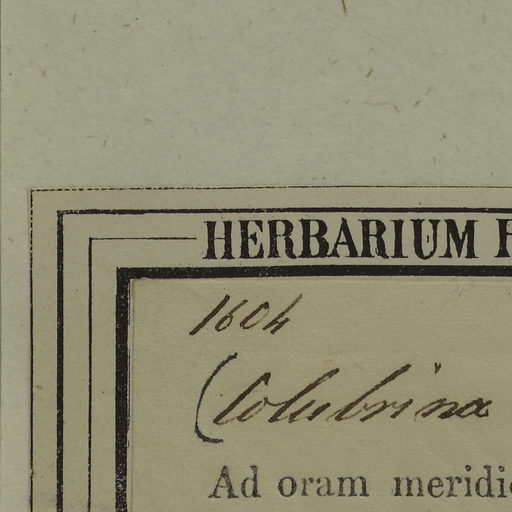 HERBARIUM
1604
(Colubrina
Ad oram